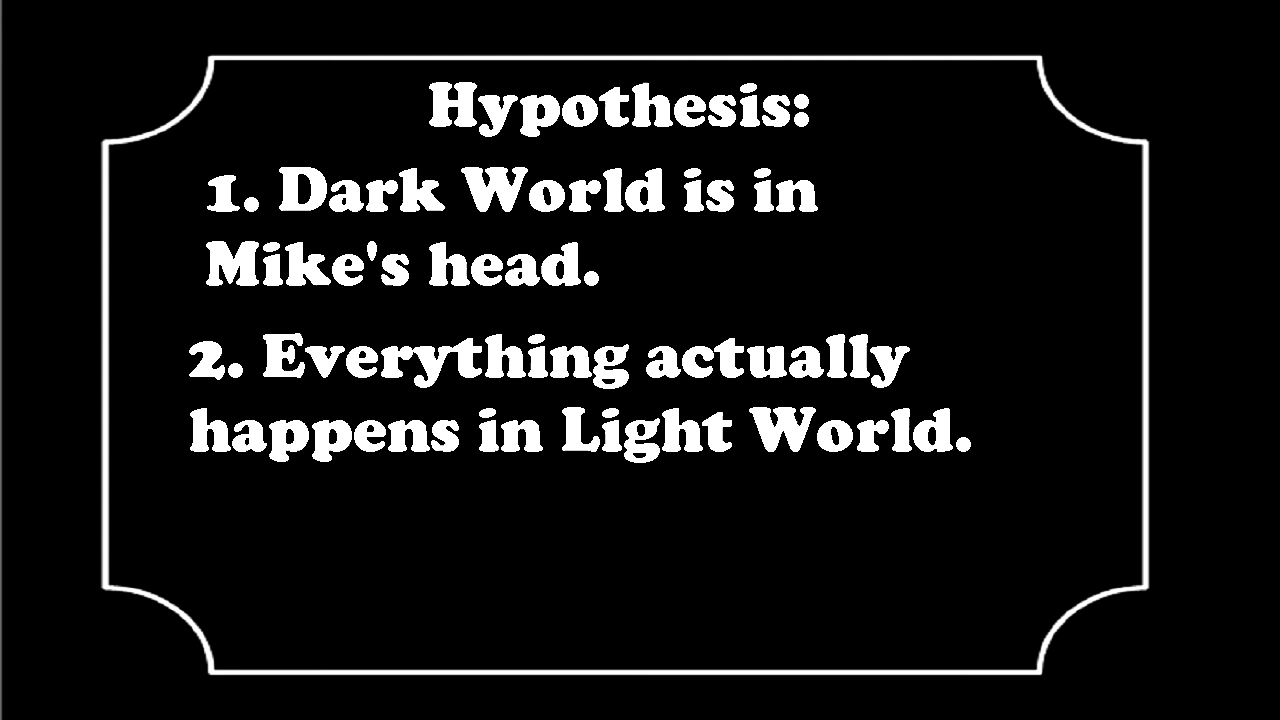 Hypothesis:
1. Dark World is in
Mike's head.
2. Everything actually
happens in Light World.